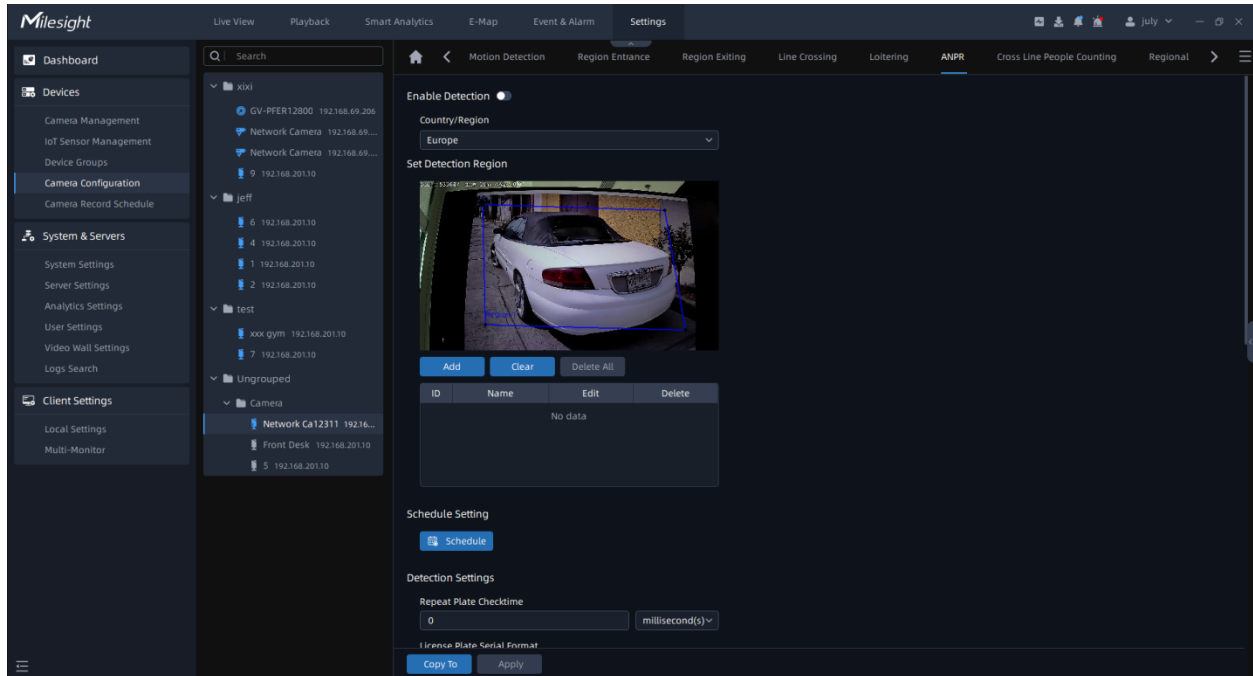 Milesight
Live View Playback Smart Analytics E-Map Event & Alarm Settings july
Dashboard
Devices
Camera Management
IoT Sensor Management
Device Groups
Camera Configuration
Camera Record Schedule
System & Servers
System Settings
Server Settings
Analytics Settings
User Settings
Video Wall Settings
Logs Search
Client Settings
Local Settings
Multi-Monitor
Search
xixi
GV-PFER12800 192.168.69.206
Network Camera 192.168.69....
Network Camera 192.168.69....
9 192.168.201.10
jeff
6 192.168.201.10
4 192.168.201.10
1 192.168.201.10
2 192.168.201.10
test
xxx gym 192.168.201.10
7 192.168.201.10
Ungrouped
Camera
Network Ca12311 192.16...
Front Desk 192.168.201.10
5 192.168.201.10
Motion Detection Region Entrance Region Exiting Line Crossing Loitering ANPR Cross Line People Counting Regional
Enable Detection
Country/Region
Europe
Set Detection Region
Add Clear Delete All
ID Name Edit Delete
No data
Schedule Setting
Schedule
Detection Settings
Repeat Plate Checktime
0 millisecond(s)
License Plate Serial Format
Copy To Apply